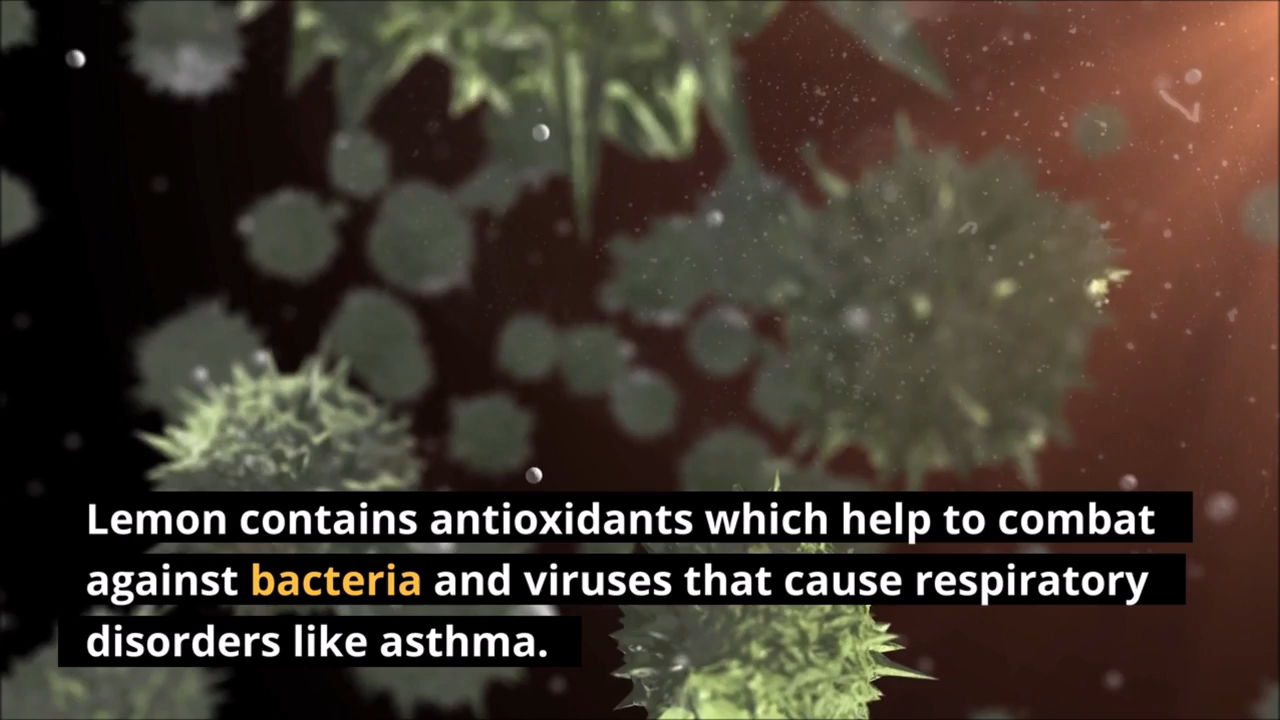 Lemon contains antioxidants which help to combat
against bacteria and viruses that cause respiratory
disorders like asthma.